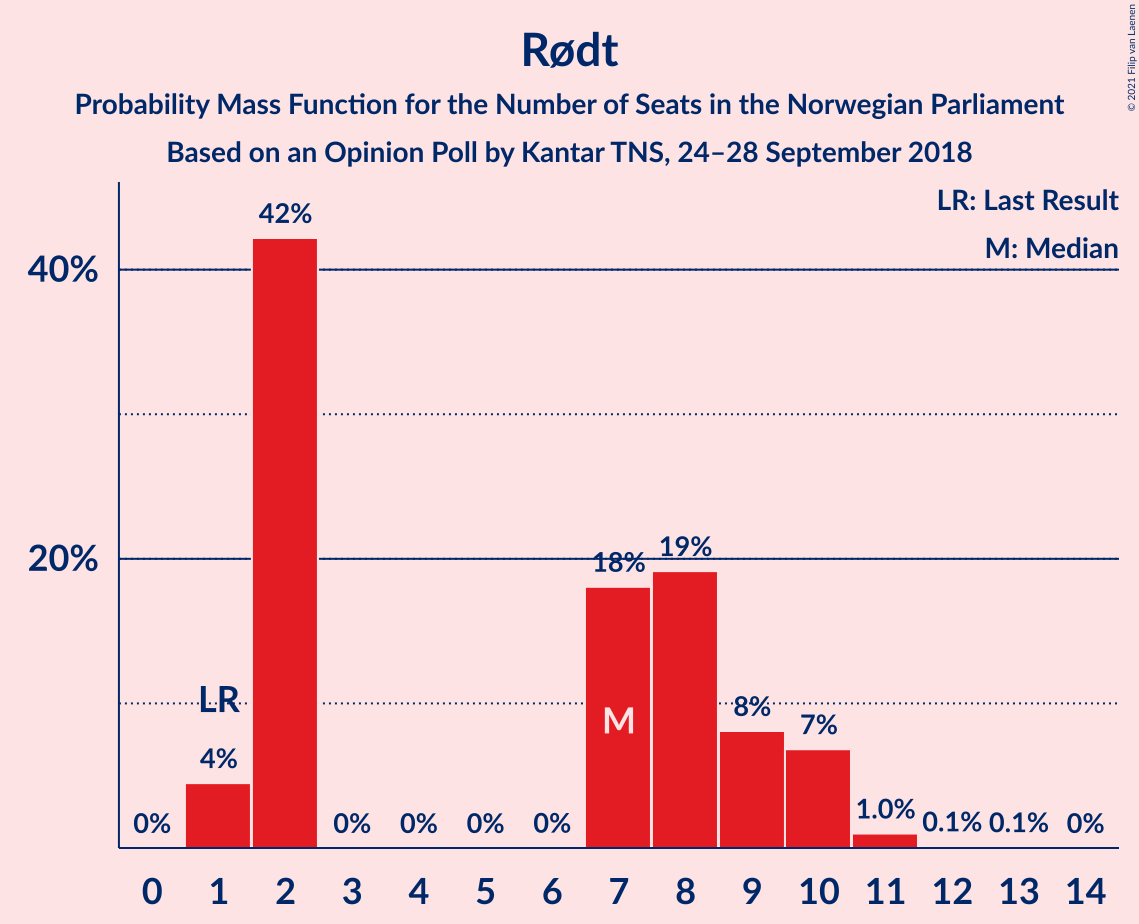 Rødt
Probability Mass Function for the Number of Seats in the Norwegian Parliament
Based on an Opinion Poll by Kantar TNS, 24–28 September 2018
© 2021 Filip van Laenen
LR: Last Result
M: Median
40%
20%
0%
4%
LR
42%
0%
0%
0%
0%
18%
M
19%
8%
7%
1.0%
0.1%
0.1%
0%
0 1 2 3 4 5 6 7 8 9 10 11 12 13 14